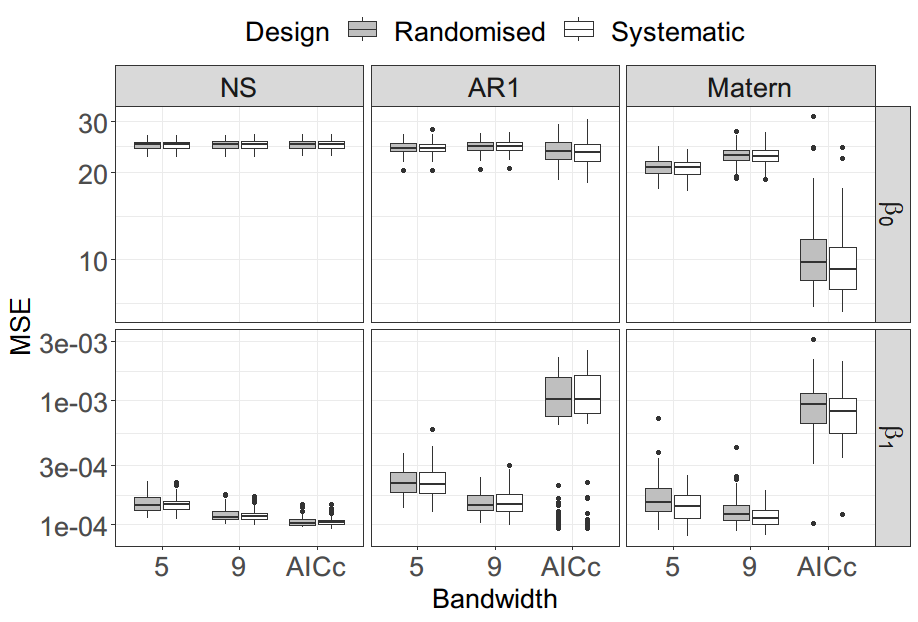 Design Randomised Systematic
NS AR1 Matern
30
20
10
β0
MSE
3e-03
1e-03
3e-04
1e-04
β1
5 9 AICc 5 9 AICc 5 9 AICc
Bandwidth